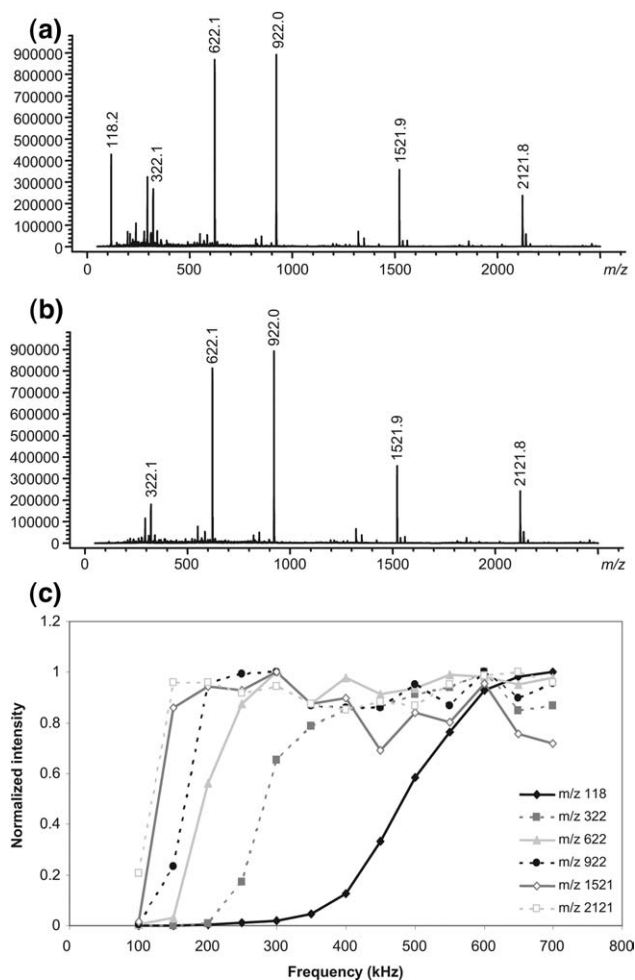 (a)
900000
800000
700000
600000
500000
400000
300000
200000
100000
0
118.2
322.1
622.1
922.0
1521.9
2121.8
0 500 1000 1500 2000 m/z
(b)
900000
800000
700000
600000
500000
400000
300000
200000
100000
0
322.1
622.1
922.0
1521.9
2121.8
0 500 1000 1500 2000 m/z
(c)
Normalized intensity
1.2
1
0.8
0.6
0.4
0.2
0
m/z 118
m/z 322
m/z 622
m/z 922
m/z 1521
m/z 2121
0 100 200 300 400 500 600 700 800
Frequency (kHz)